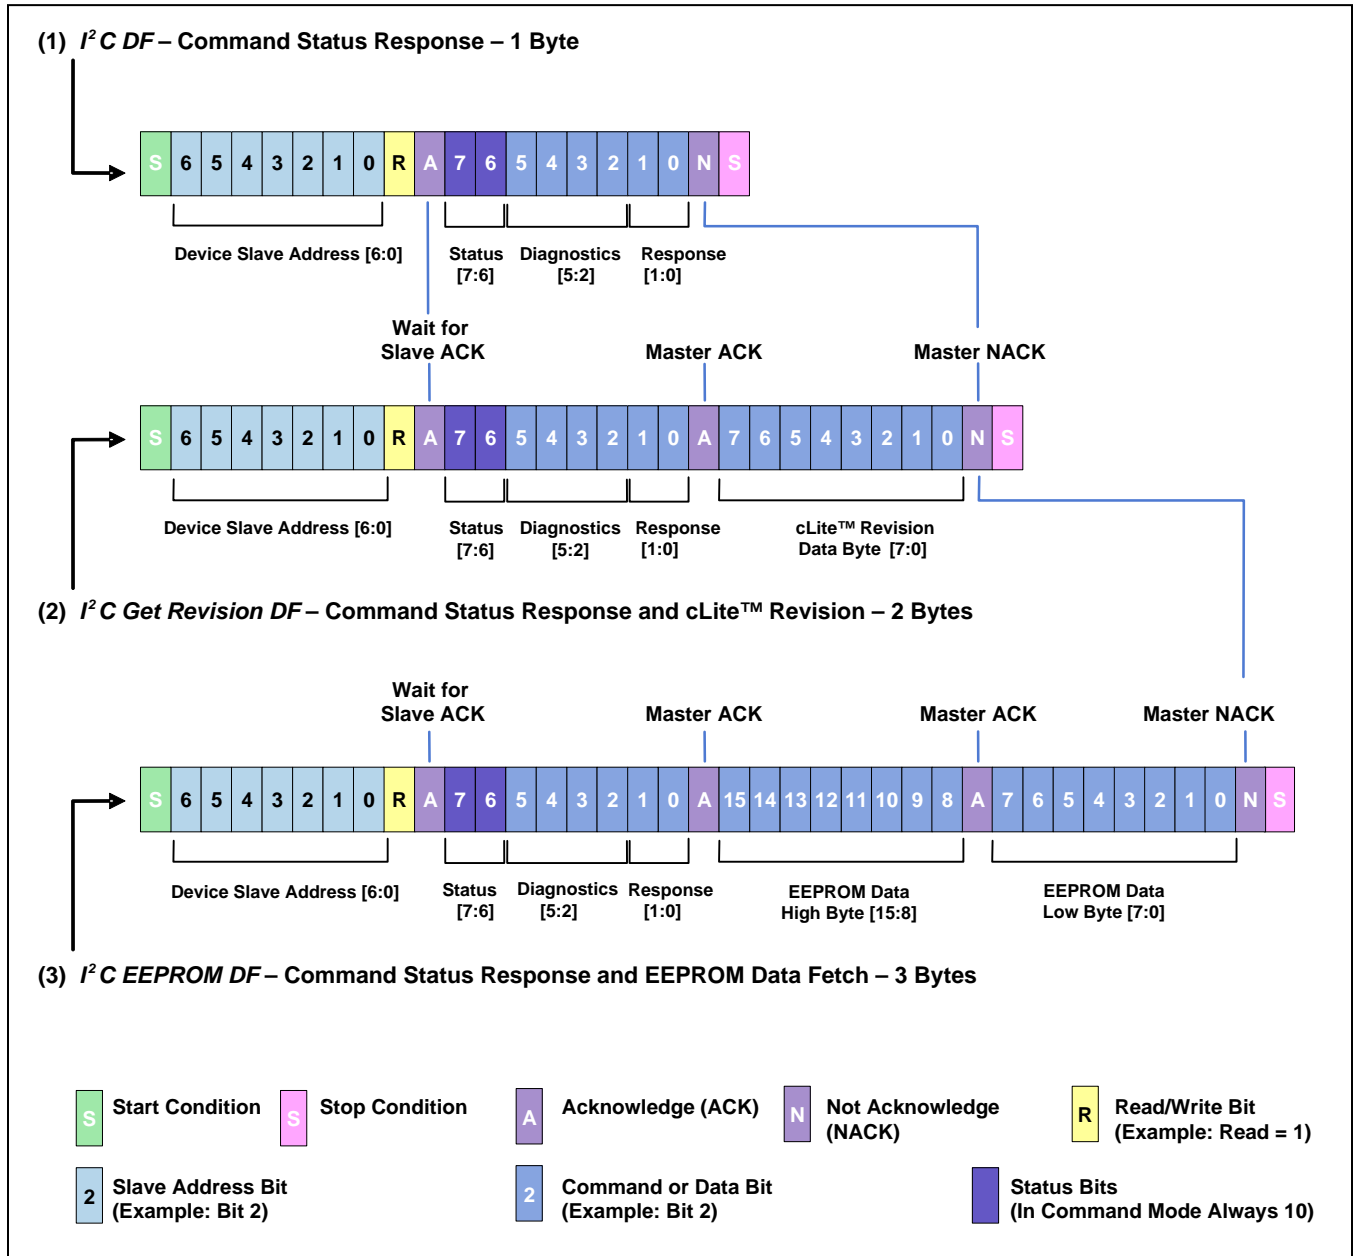 (1) I² C DF – Command Status Response – 1 Byte
S 6 5 4 3 2 1 0 R A 7 6 5 4 3 2 1 0 N S
Device Slave Address [6:0] Status Diagnostics Response
[7:6] [5:2] [1:0]
Wait for
Slave ACK Master ACK Master NACK
S 6 5 4 3 2 1 0 R A 7 6 5 4 3 2 1 0 A 7 6 5 4 3 2 1 0 N S
Device Slave Address [6:0] Status Diagnostics Response cLite™ Revision
[7:6] [5:2] [1:0] Data Byte [7:0]
(2) I² C Get Revision DF – Command Status Response and cLite™ Revision – 2 Bytes
Wait for
Slave ACK Master ACK Master ACK Master NACK
S 6 5 4 3 2 1 0 R A 7 6 5 4 3 2 1 0 A 15 14 13 12 11 10 9 8 A 7 6 5 4 3 2 1 0 N S
Device Slave Address [6:0] Status Diagnostics Response EEPROM Data EEPROM Data
[7:6] [5:2] [1:0] High Byte [15:8] Low Byte [7:0]
(3) I² C EEPROM DF – Command Status Response and EEPROM Data Fetch – 3 Bytes
S Start Condition S Stop Condition A Acknowledge (ACK) N Not Acknowledge R Read/Write Bit
(NACK) (Example: Read = 1)
2 Slave Address Bit 2 Command or Data Bit Status Bits
(Example: Bit 2) (Example: Bit 2) (In Command Mode Always 10)